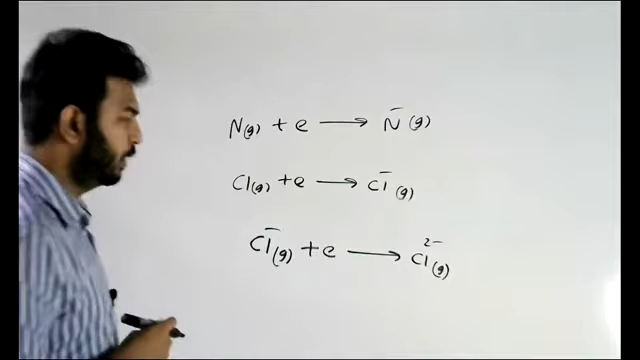 N(g) + e ⟶ N⁻ (g)
Cl(g) + e ⟶ Cl⁻ (g)
Cl⁻(g) + e ⟶ Cl²⁻(g)